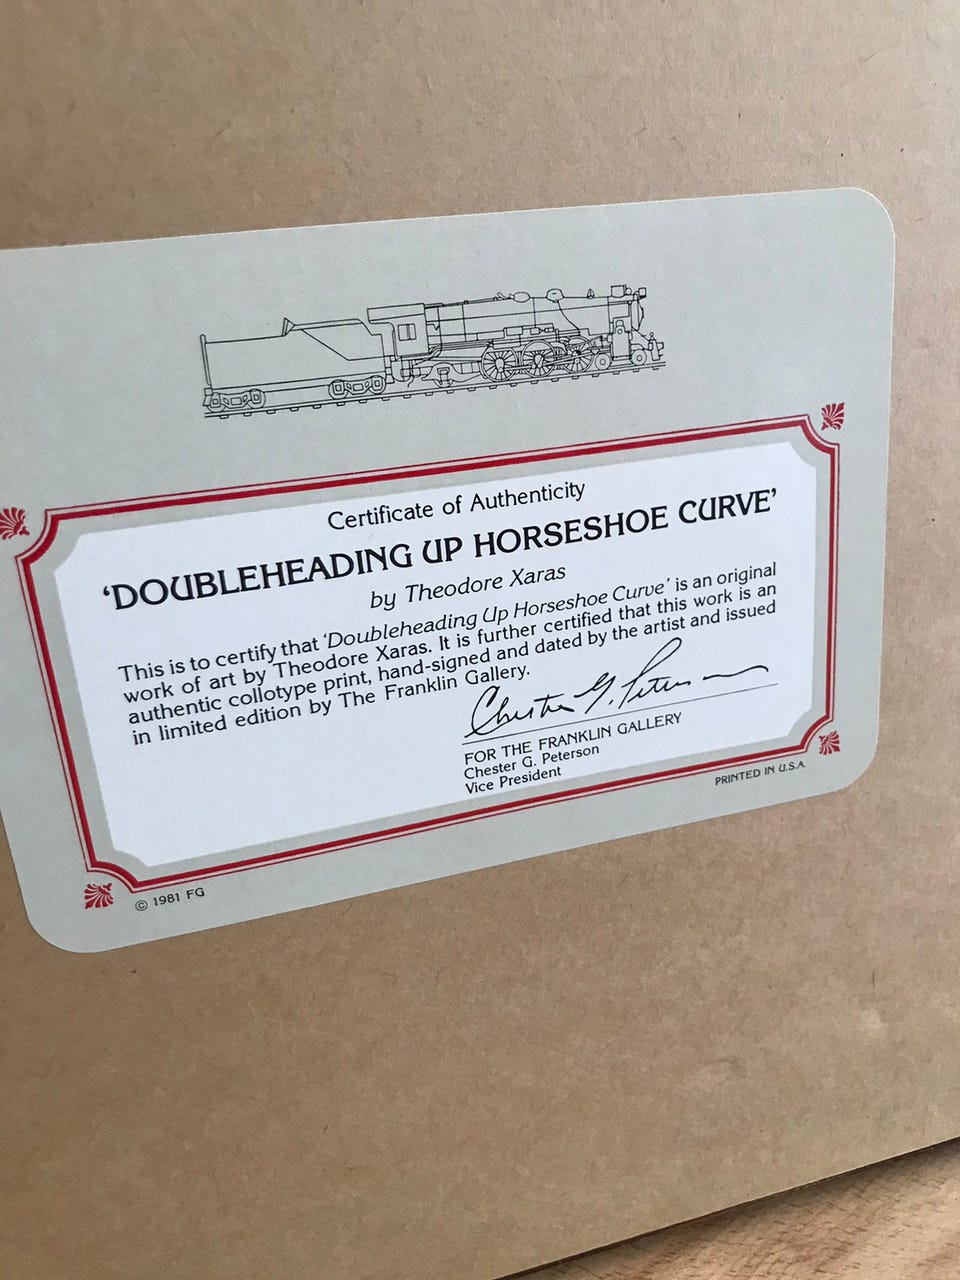 Certificate of Authenticity
'DOUBLEHEADING UP HORSESHOE CURVE'
by Theodore Xaras
This is to certify that 'Doubleheading Up Horseshoe Curve' is an original
work of art by Theodore Xaras. It is further certified that this work is an
authentic collotype print, hand-signed and dated by the artist and issued
in limited edition by The Franklin Gallery.
Chester G. Peterson
FOR THE FRANKLIN GALLERY
Chester G. Peterson
Vice President
PRINTED IN U.S.A.
© 1981 FG